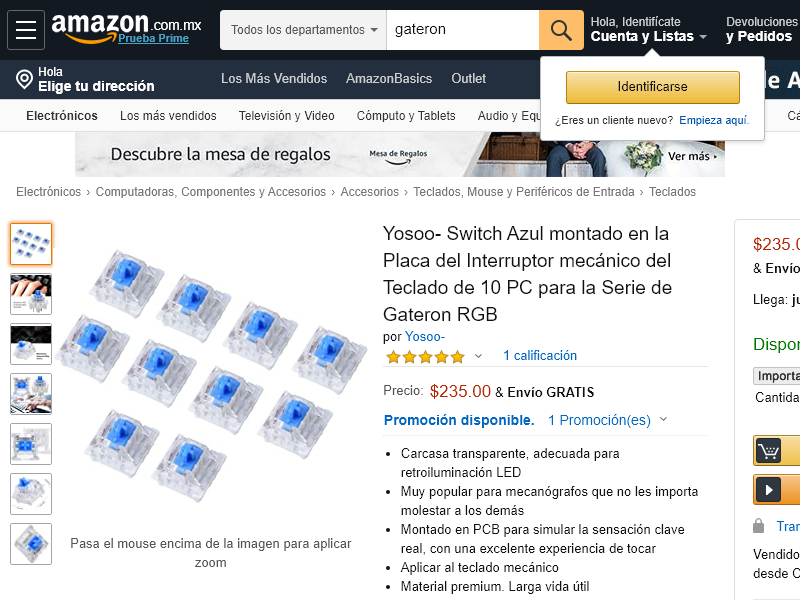 amazon.com.mx
Prueba Prime
Todos los departamentos
gateron
Hola, Identifícate
Cuenta y Listas
Devoluciones
y Pedidos
Hola
Elige tu dirección
Los Más Vendidos
AmazonBasics
Outlet
de A
Identificarse
¿Eres un cliente nuevo? Empieza aquí.
Electrónicos
Los más vendidos
Televisión y Video
Cómputo y Tablets
Audio y Equ
Cá
Descubre la mesa de regalos
Mesa de Regalos
Ver más ›
Electrónicos › Computadoras, Componentes y Accesorios › Accesorios › Teclados, Mouse y Periféricos de Entrada › Teclados
Yosoo- Switch Azul montado en la
Placa del Interruptor mecánico del
Teclado de 10 PC para la Serie de
Gateron RGB
por Yosoo-
1 calificación
Precio: $235.00 & Envío GRATIS
Promoción disponible. 1 Promoción(es)
• Carcasa transparente, adecuada para
retroiluminación LED
• Muy popular para mecanógrafos que no les importa
molestar a los demás
• Montado en PCB para simular la sensación clave
real, con una excelente experiencia de tocar
• Aplicar al teclado mecánico
• Material premium. Larga vida útil
Pasa el mouse encima de la imagen para aplicar
zoom
$235.0
& Envío
Llega: ju
Dispor
Importa
Cantida
Tran
Vendido
desde C